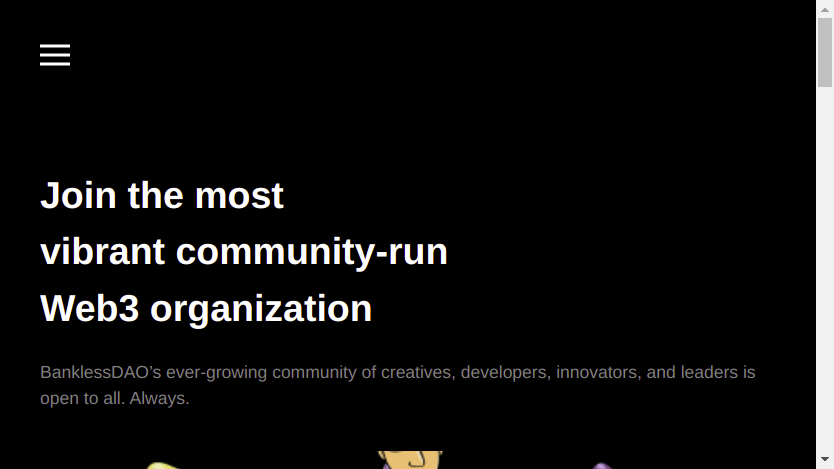 Join the most
vibrant community-run
Web3 organization
BanklessDAO’s ever-growing community of creatives, developers, innovators, and leaders is
open to all. Always.